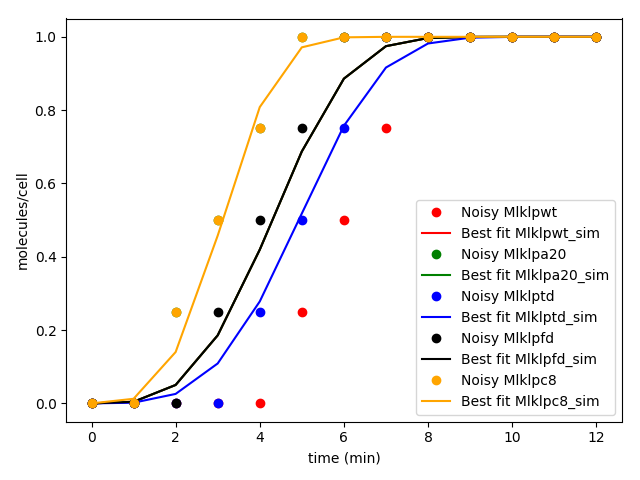 1.0
0.8
0.6
0.4
0.2
0.0
molecules/cell
0 2 4 6 8 10 12
time (min)
Noisy Mlklpwt
Best fit Mlklpwt_sim
Noisy Mlklpa20
Best fit Mlklpa20_sim
Noisy Mlklptd
Best fit Mlklptd_sim
Noisy Mlklpfd
Best fit Mlklpfd_sim
Noisy Mlklpc8
Best fit Mlklpc8_sim